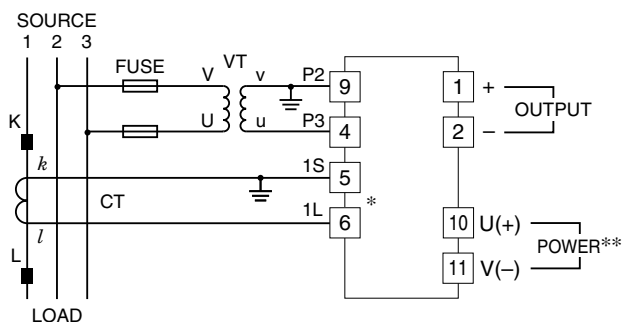 SOURCE
1 2 3
FUSE
VT
V v P2 9
U u P3 4
1 +
2 –
OUTPUT
K
k
1S 5
CT
1L 6 *
l
L
10 U(+)
11 V(–)
POWER**
LOAD